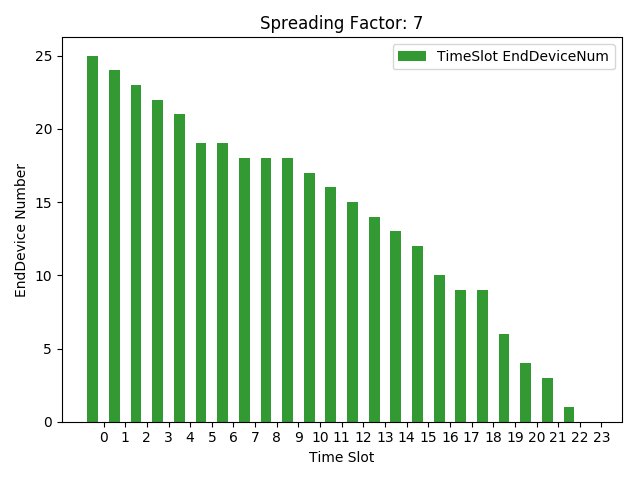 Spreading Factor: 7
TimeSlot EndDeviceNum
EndDevice Number
25
20
15
10
5
0
0 1 2 3 4 5 6 7 8 9 10 11 12 13 14 15 16 17 18 19 20 21 22 23
Time Slot